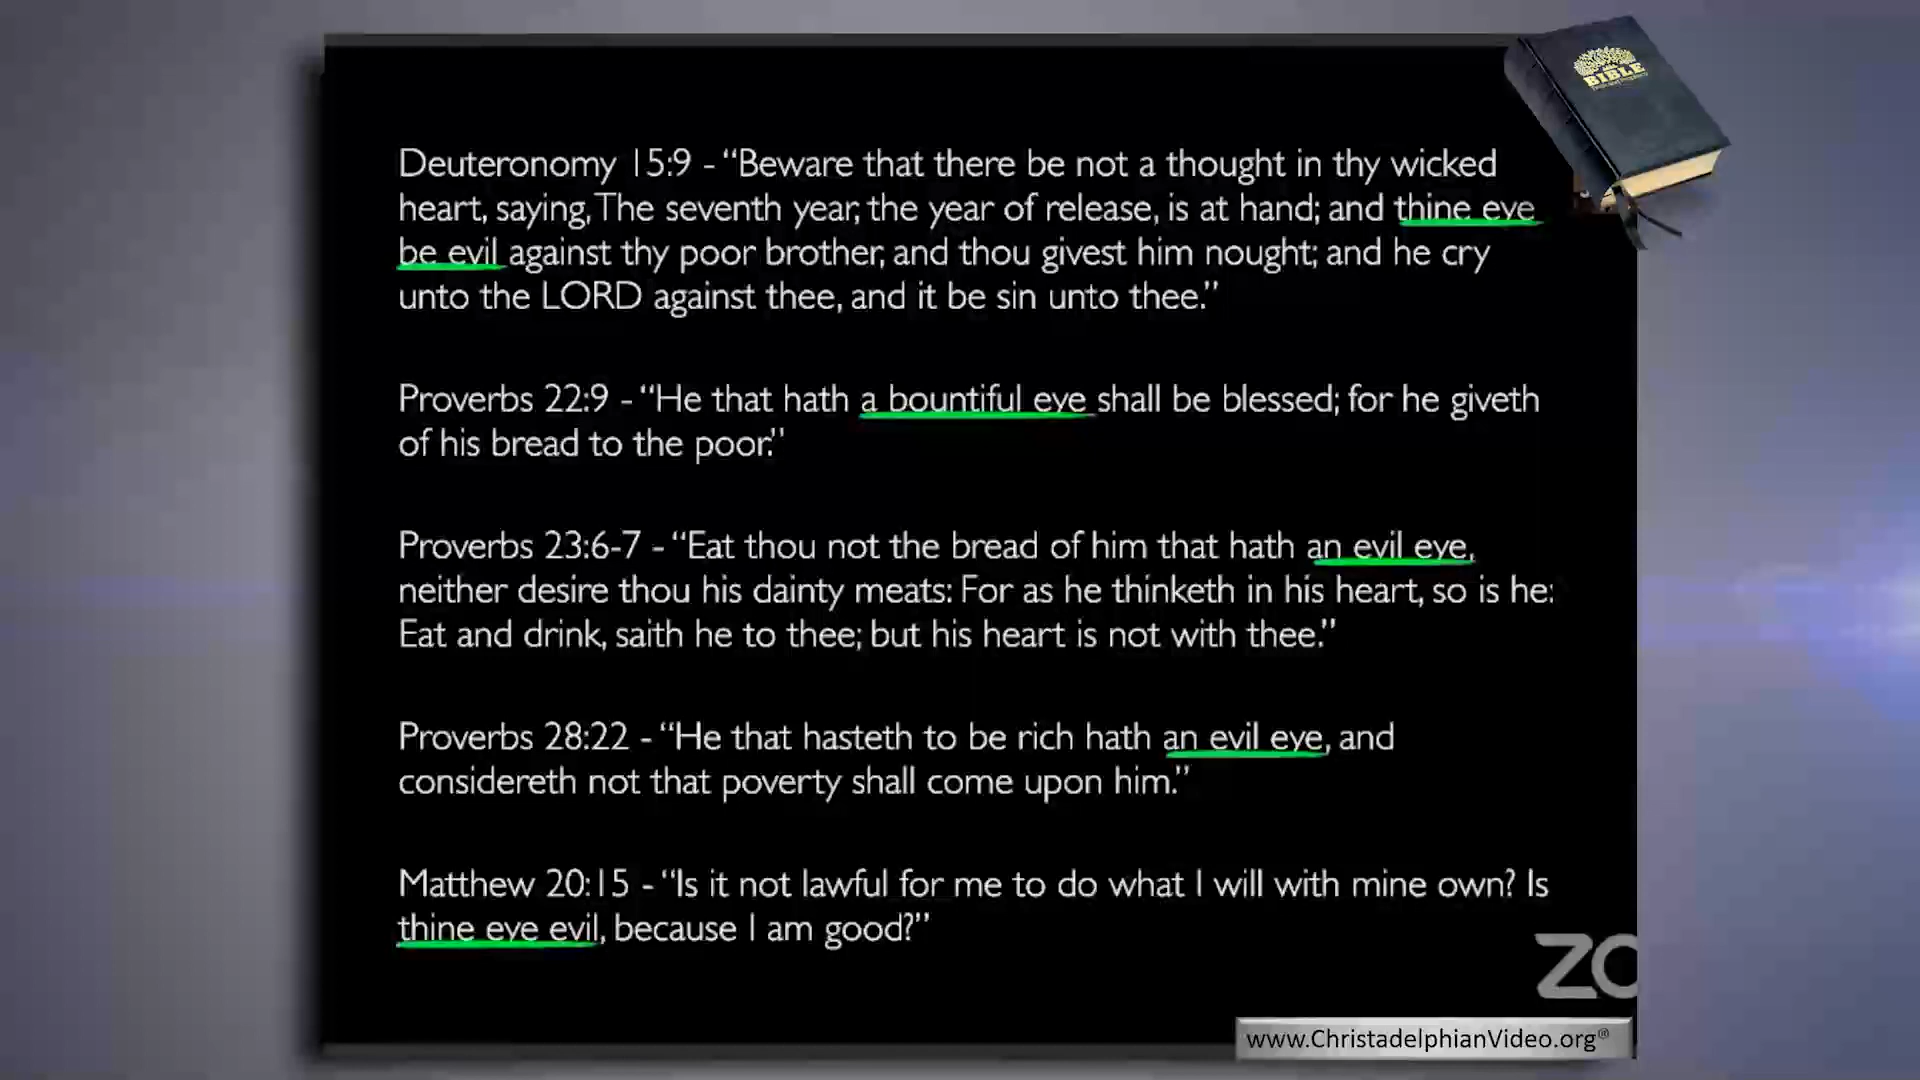 BIBLE
Deuteronomy 15:9 - “Beware that there be not a thought in thy wicked
heart, saying, The seventh year, the year of release, is at hand; and thine eye
be evil against thy poor brother, and thou givest him nought; and he cry
unto the LORD against thee, and it be sin unto thee.”
Proverbs 22:9 - “He that hath a bountiful eye shall be blessed; for he giveth
of his bread to the poor.”
Proverbs 23:6-7 - “Eat thou not the bread of him that hath an evil eye,
neither desire thou his dainty meats: For as he thinketh in his heart, so is he:
Eat and drink, saith he to thee; but his heart is not with thee.”
Proverbs 28:22 - “He that hasteth to be rich hath an evil eye, and
considereth not that poverty shall come upon him.”
Matthew 20:15 - “Is it not lawful for me to do what I will with mine own? Is
thine eye evil, because I am good?”
zo
www.ChristadelphianVideo.org®